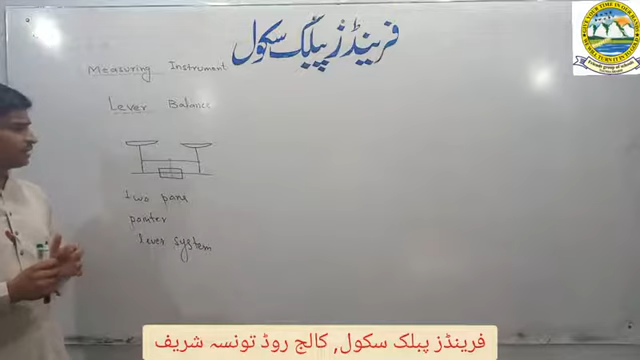 فرینڈز پبلک سکول
Measuring Instrument
Lever Balance
two pans
pointer
lever system
فرینڈز پبلک سکول, کالج روڈ تونسہ شریف